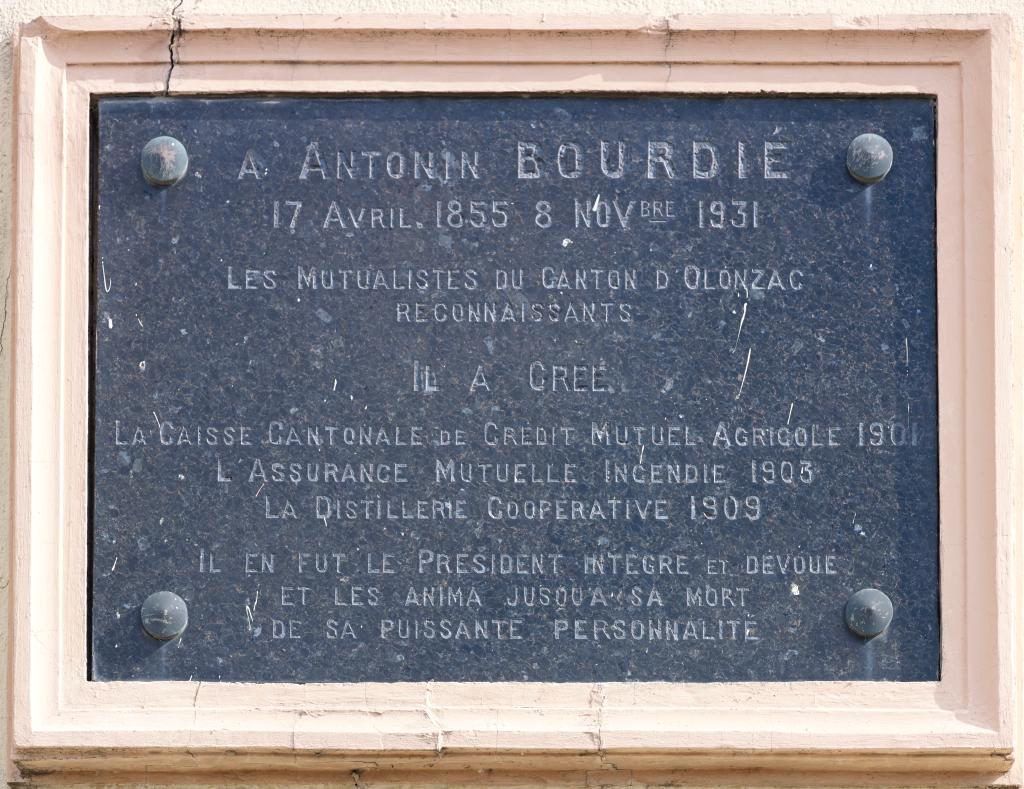 A ANTONIN BOURDIÉ
17 AVRIL 1855 8 NOVBRE 1931
LES MUTUALISTES DU CANTON D'OLONZAC
RECONNAISSANTS
IL A CRÉÉ
LA CAISSE CANTONALE DE CRÉDIT MUTUEL AGRICOLE 1901
L'ASSURANCE MUTUELLE INCENDIE 1903
LA DISTILLERIE COOPÉRATIVE 1909
IL EN FUT LE PRÉSIDENT INTÈGRE ET DÉVOUÉ
ET LES ANIMA JUSQU'A SA MORT
DE SA PUISSANTE PERSONNALITÉ